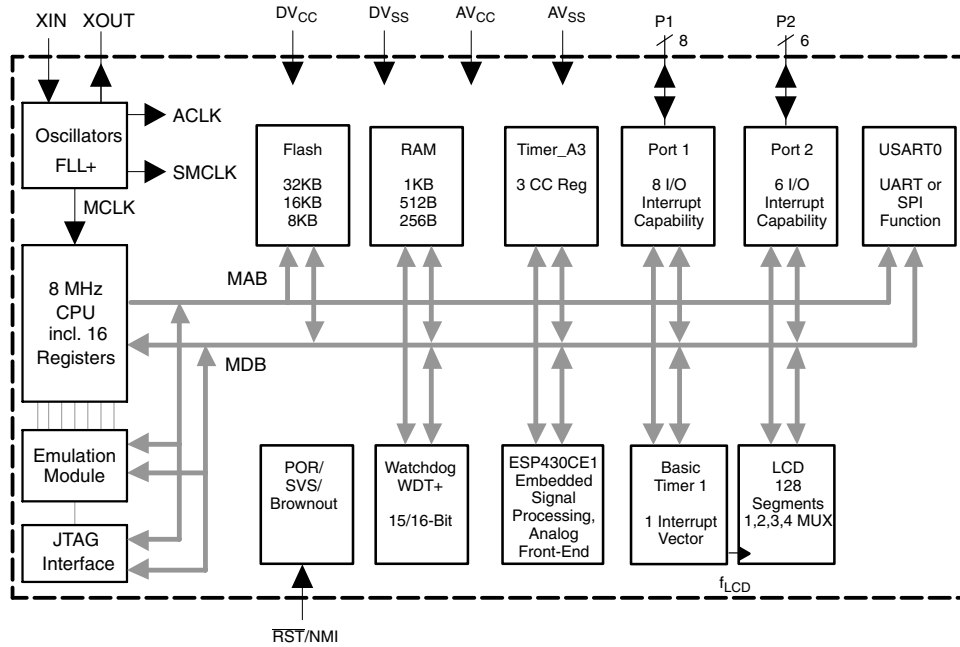 XIN
XOUT
DVCC
DVSS
AVCC
AVSS
P1
P2
8
6
Oscillators
FLL+
ACLK
SMCLK
MCLK
Flash
32KB
16KB
8KB
RAM
1KB
512B
256B
Timer_A3
3 CC Reg
Port 1
8 I/O
Interrupt
Capability
Port 2
6 I/O
Interrupt
Capability
USART0
UART or
SPI
Function
8 MHz
CPU
incl. 16
Registers
MAB
MDB
Emulation
Module
JTAG
Interface
POR/
SVS/
Brownout
Watchdog
WDT+
15/16-Bit
ESP430CE1
Embedded
Signal
Processing,
Analog
Front-End
Basic
Timer 1
1 Interrupt
Vector
LCD
128
Segments
1,2,3,4 MUX
fLCD
RST/NMI